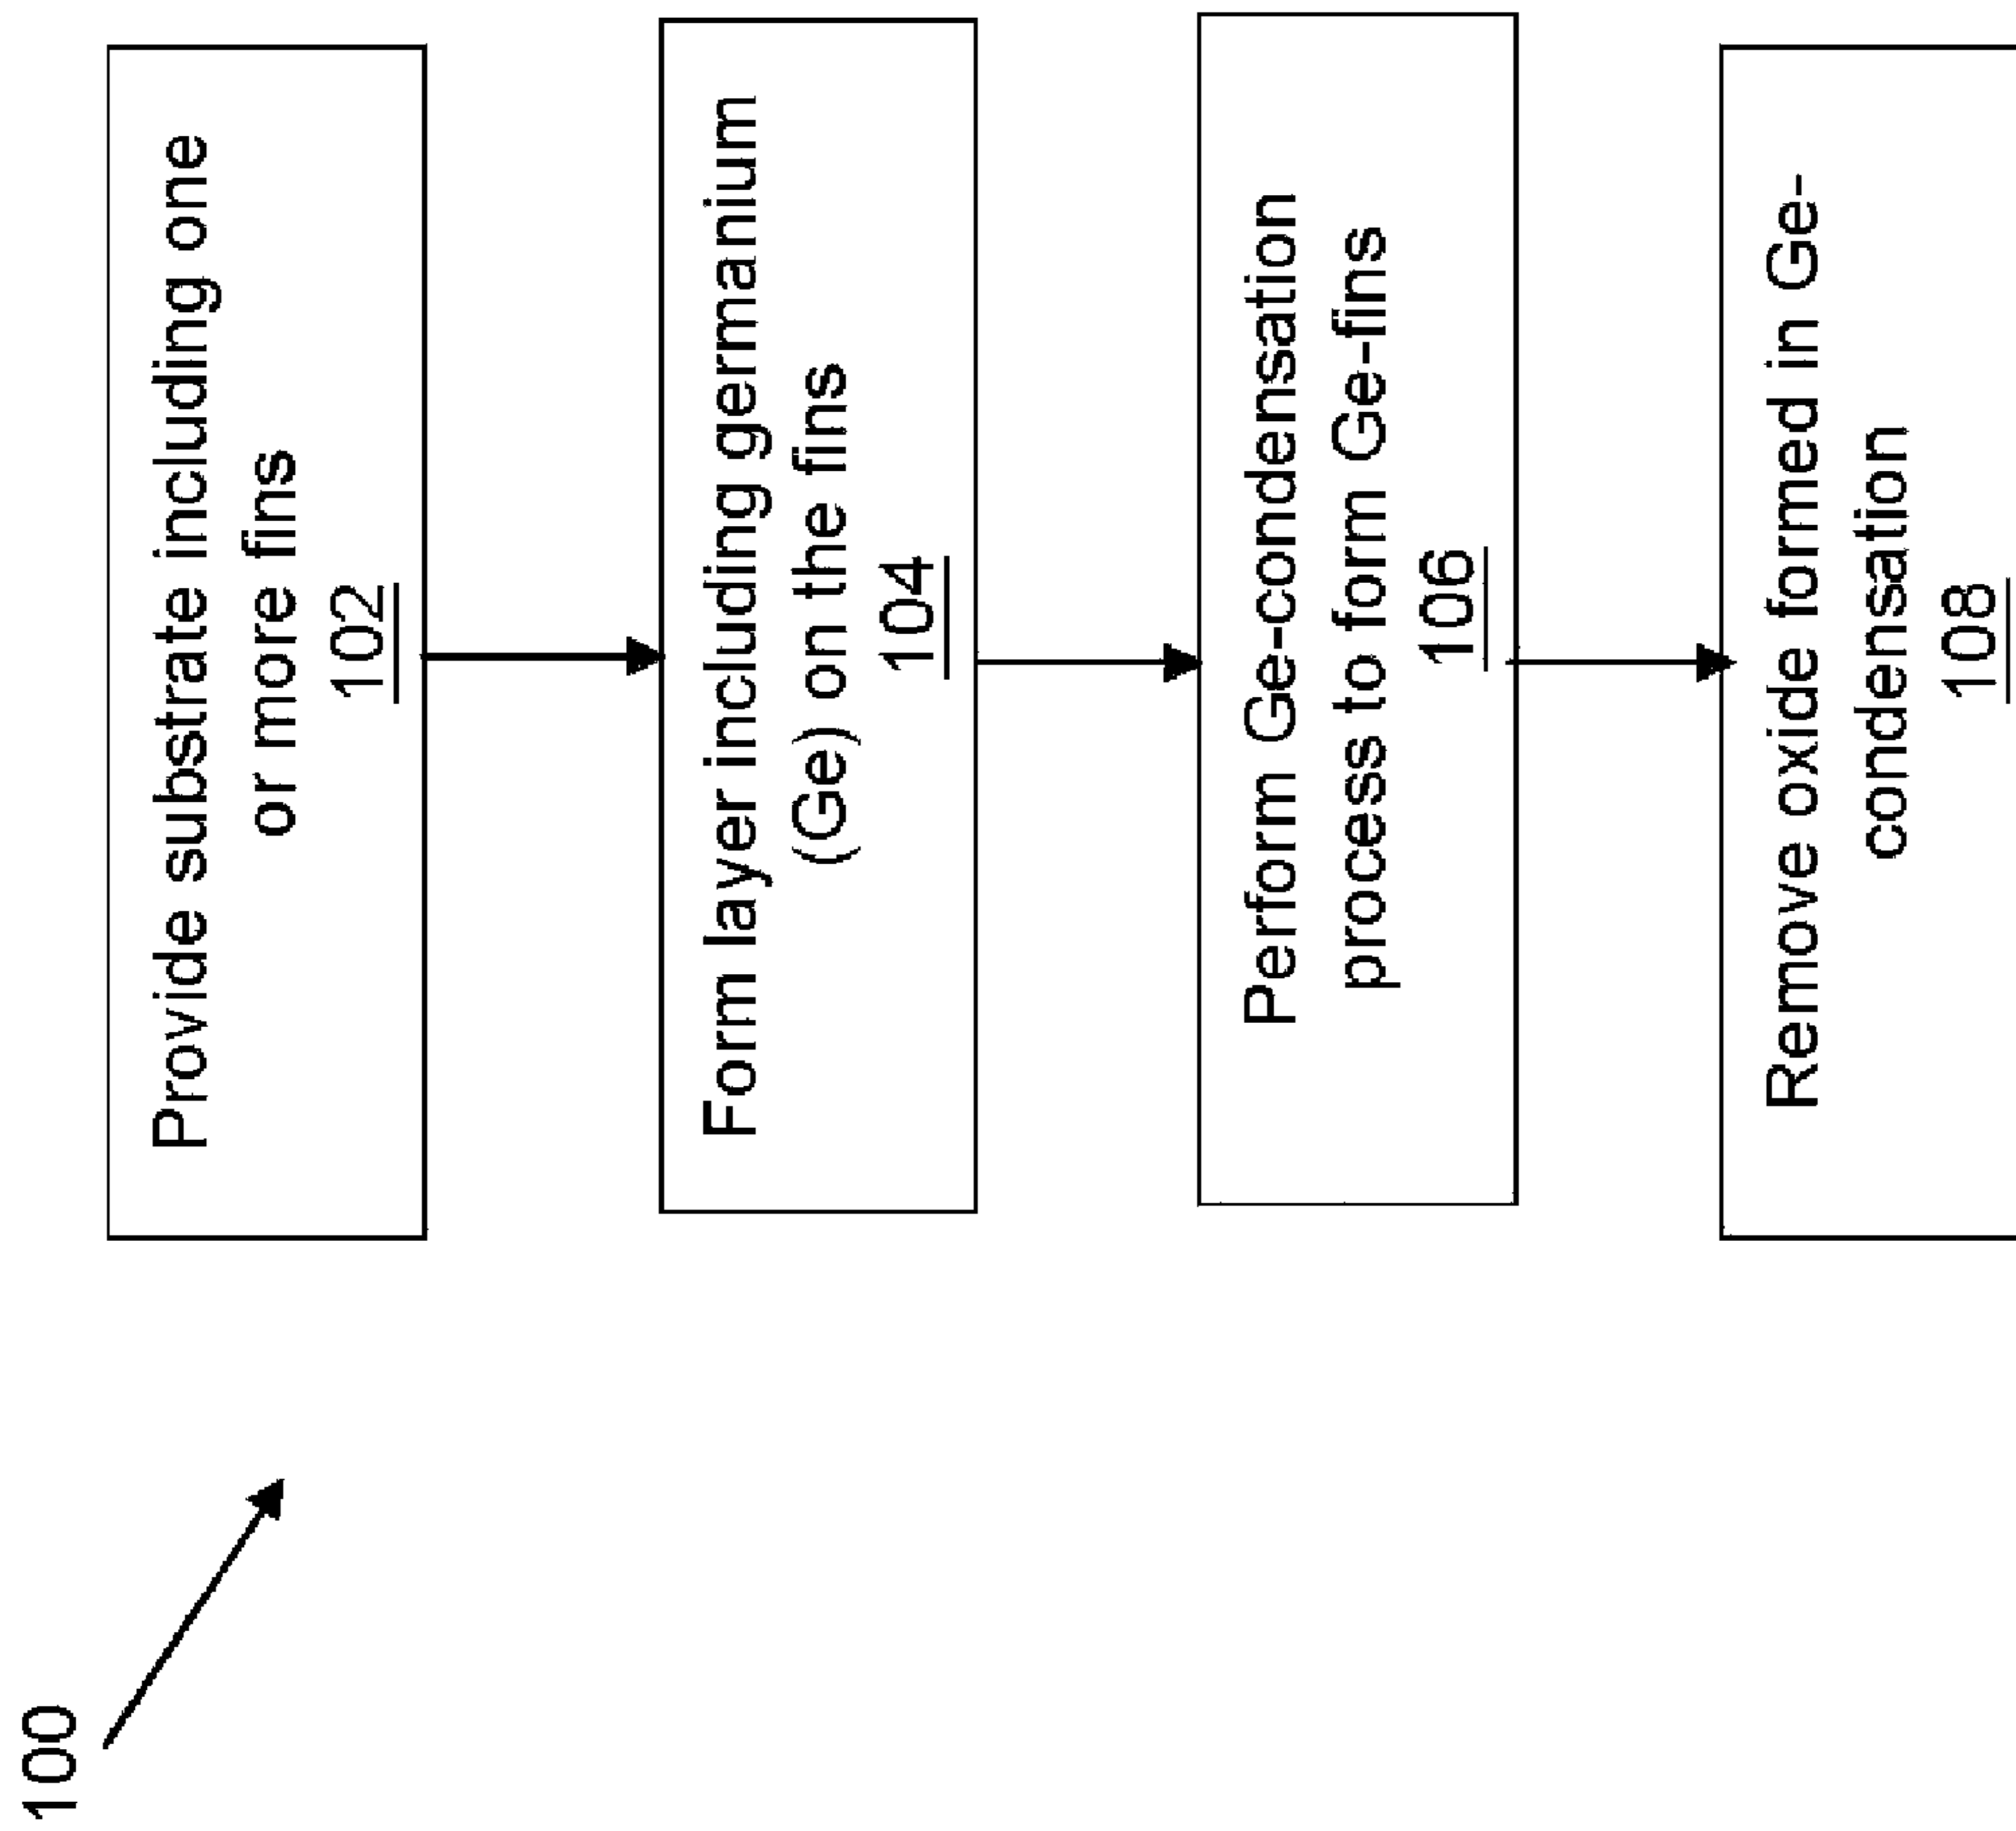 100
Provide substrate including one
or more fins
102
Form layer including germanium
(Ge) on the fins
104
Perform Ge-condensation
process to form Ge-fins
106
Remove oxide formed in Ge-
condensation
108